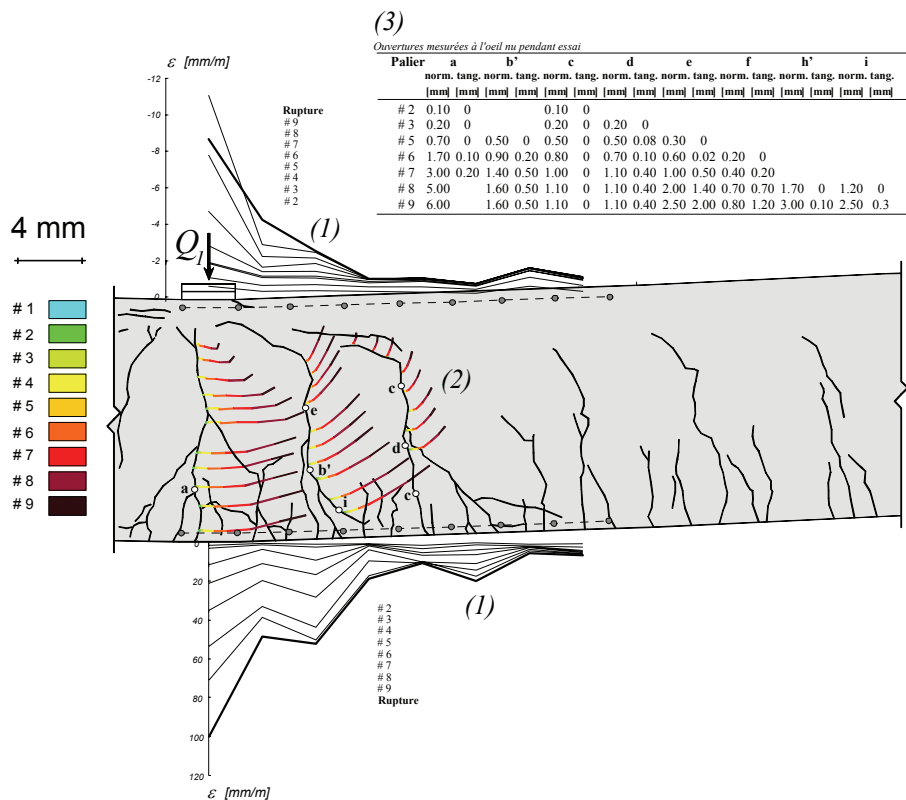 (3)
Ouvertures mesurées à l'oeil nu pendant essai
Palier a b' c d e f h' i
norm. tang. norm. tang. norm. tang. norm. tang. norm. tang. norm. tang. norm. tang. norm. tang.
[mm] [mm] [mm] [mm] [mm] [mm] [mm] [mm] [mm] [mm] [mm] [mm] [mm] [mm] [mm] [mm]
# 2 0.10 0 0.10 0
# 3 0.20 0 0.20 0 0.20 0
# 5 0.70 0 0.50 0 0.50 0 0.50 0.08 0.30 0
# 6 1.70 0.10 0.90 0.20 0.80 0 0.70 0.10 0.60 0.02 0.20 0
# 7 3.00 0.20 1.40 0.50 1.00 0 1.10 0.40 1.00 0.50 0.40 0.20
# 8 5.00 1.60 0.50 1.10 0 1.10 0.40 2.00 1.40 0.70 0.70 1.70 0 1.20 0
# 9 6.00 1.60 0.50 1.10 0 1.10 0.40 2.50 2.00 0.80 1.20 3.00 0.10 2.50 0.3
ε [mm/m]
-12
-10
-8
-6
-4
-2
0
Rupture
# 9
# 8
# 7
# 6
# 5
# 4
# 3
# 2
(1)
4 mm
Q1
# 1
# 2
# 3
# 4
# 5
# 6
# 7
# 8
# 9
(2)
c
e
d
b'
a
c
i
0
20
40
60
80
100
120
ε [mm/m]
(1)
# 2
# 3
# 4
# 5
# 6
# 7
# 8
# 9
Rupture